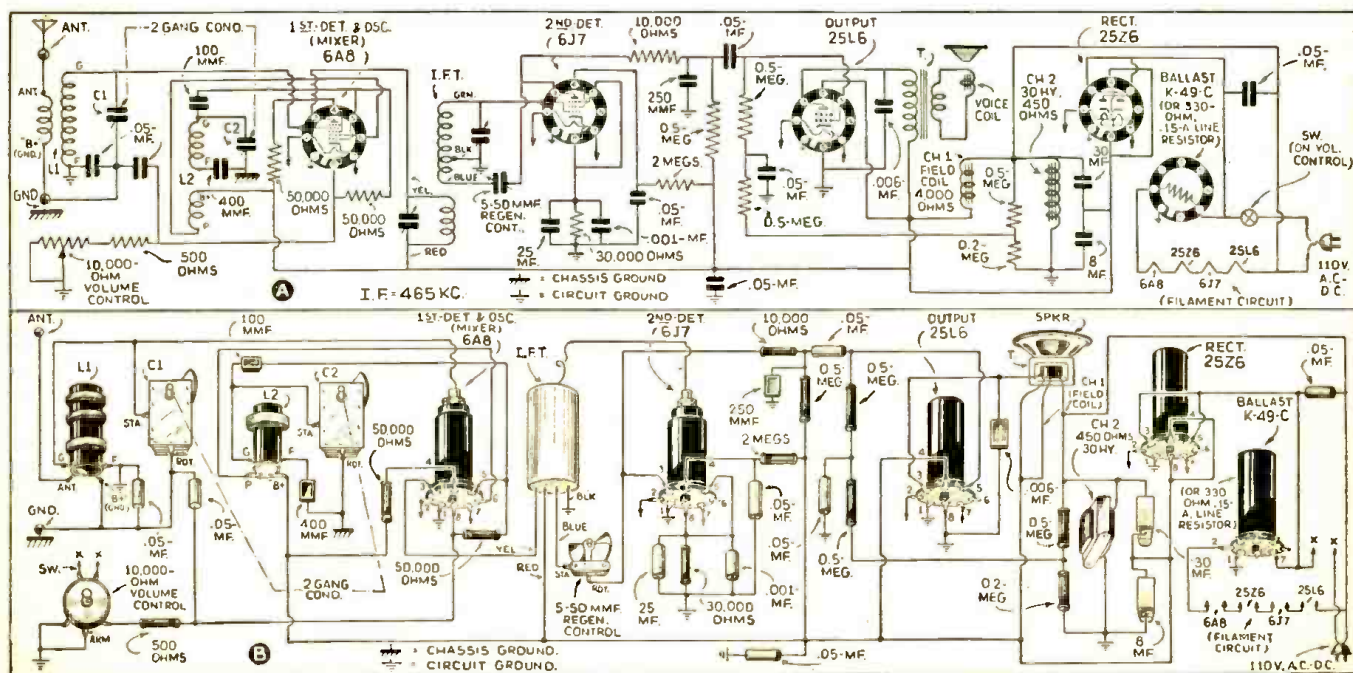 ANT.
2 GANG COND.
100
MMF.
1ST-DET. & OSC.
(MIXER)
6A8
2ND-DET.
6J7
10,000
OHMS
.05-
MF.
OUTPUT
25L6
T.
RECT.
25Z6
.05-
MF.
I.F.T.
GRN.
BLK
BLUE
250
MMF.
0.5-
MEG.
0.5-
MEG.
2 MEGS.
.05-
MF.
.006-
MF.
VOICE
COIL
CH 2
30 HY.
450
OHMS
BALLAST
K-49-C
(OR 330-
OHM,
.15-A LINE
RESISTOR)
SW.
(ON VOL.
CONTROL)
ANT.
G
C1
.05-
MF.
G
C2
F
L2
B+
P
"B+"
(GND.)
F
L1
GND.
400
MMF.
50,000
OHMS
50,000
OHMS
YEL.
RED
5-50 MMF.
REGEN.
CONT.
25
MF.
30,000 OHMS
.001-MF.
.05-
MF.
0.5-MEG.
CH 1
FIELD
COIL
4,000
OHMS
0.5-
MEG.
0.2-
MEG.
30
MF.
8
MF.
6A8
25Z6
6J7
25L6
(FILAMENT CIRCUIT)
110V.
A.C.-
D.C.
10,000-
OHM
VOLUME
CONTROL
500
OHMS
A
I.F.=465 KC.
= CHASSIS GROUND
= CIRCUIT GROUND
.05-MF.
ANT.
100
MMF.
1ST-DET & OSC
(MIXER)
6A8
I.F.T.
2ND-DET.
6J7
10,000
OHMS
.05-
MF.
OUTPUT
25L6
SPKR.
T
RECT.
25Z6
.05-
MF.
L1
C1
L2
C2
STA.
ROT.
STA.
ROT.
G
F
ANT.
B+
(GND.)
G
F
P
B+
50,000
OHMS
250
MMF
0.5-
MEG.
0.5-
MEG.
2 MEGS
CH 1
(FIELD
COIL)
CH 2
450 OHMS
30 HY.
BALLAST
K-49-C
(OR 330
OHM, .15-
A. LINE
RESISTOR)
GND.
.05-
MF.
.05-
MF.
400
MMF
50,000
OHMS
YEL
RED
BLK
BLUE
STA
ROT.
5-50 MMF.
REGEN.
CONTROL
25
MF.
30,000
OHMS
.001-
MF.
.05-
MF.
0.5-
MEG.
.006-
MF.
0.5-
MEG
0.2-
MEG
30
MF.
8
MF.
SW.
X X
10,000-OHM
VOLUME
CONTROL
ARM
500
OHMS
2 GANG
COND.
B
= CHASSIS GROUND.
= CIRCUIT GROUND.
.05-MF.
X X
6A8
25Z6
6J7
25L6
(FILAMENT
CIRCUIT)
110V. A.C.-D.C.